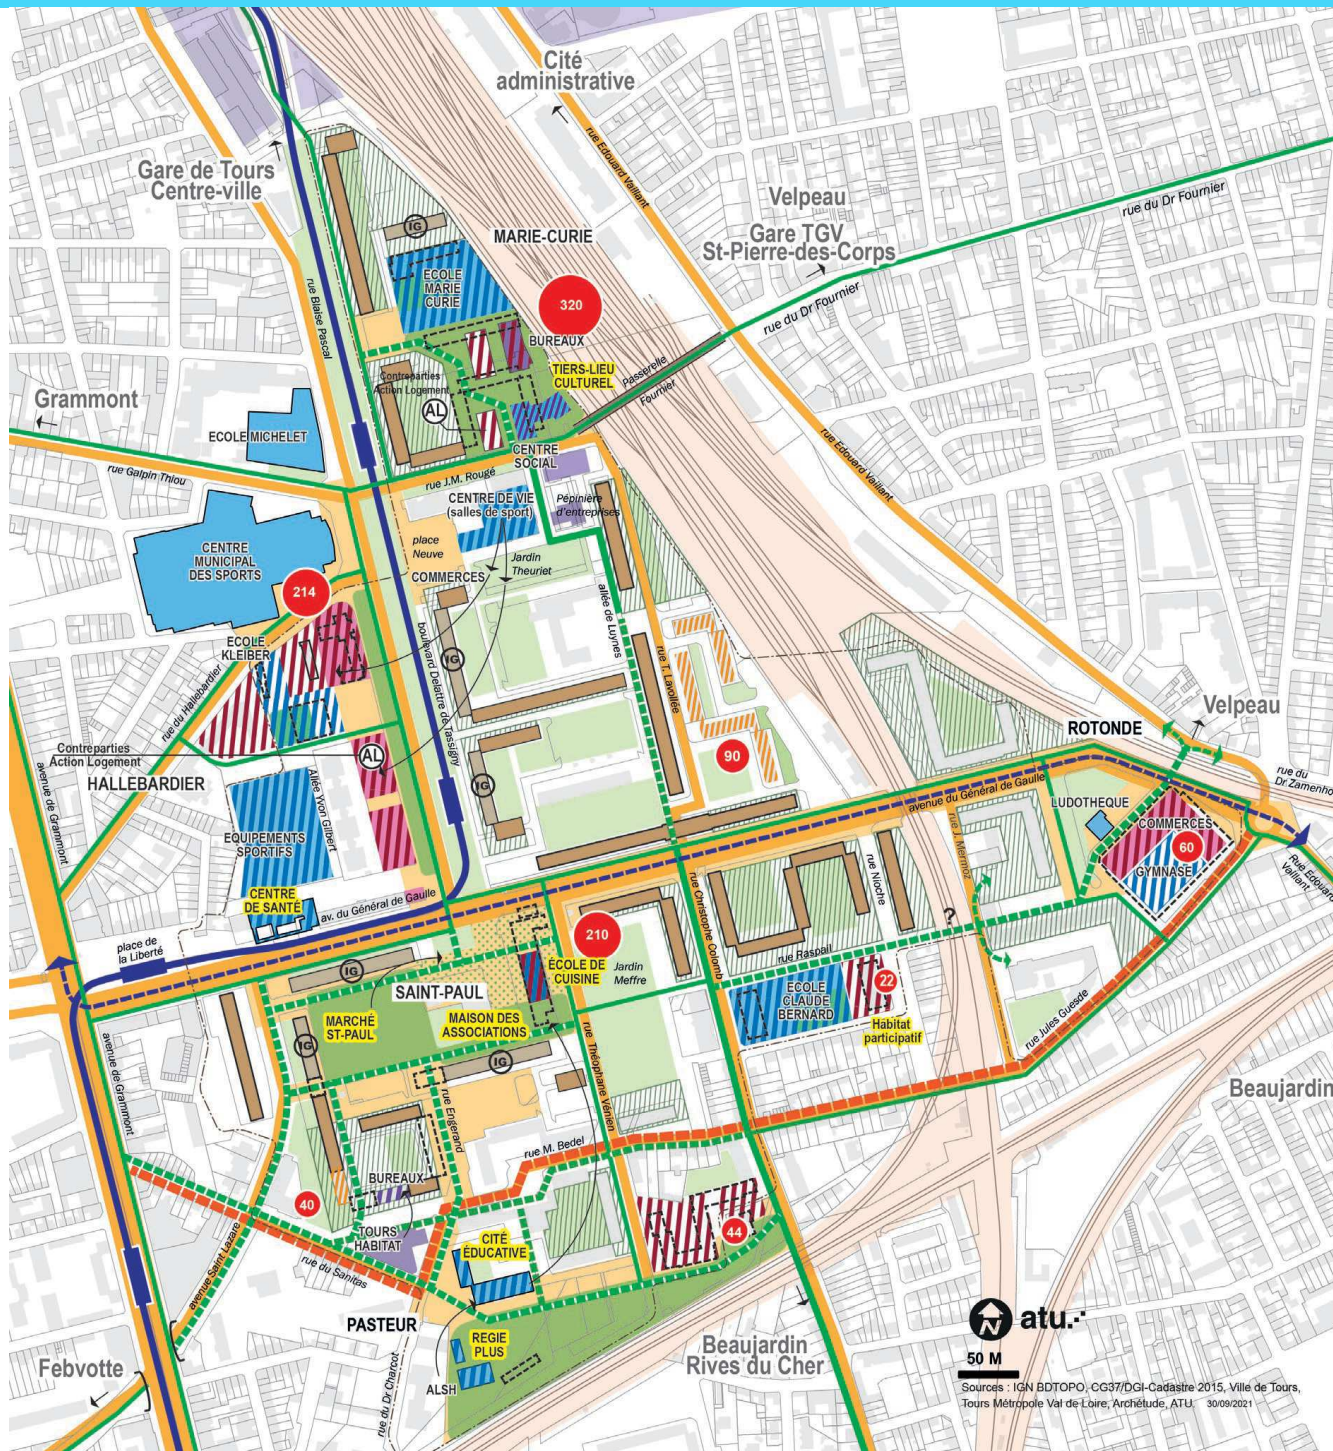 Cité
administrative
rue Edouard Vaillant
Gare de Tours
Centre-ville
Velpeau
Gare TGV
St-Pierre-des-Corps
rue du Dr Fournier
rue du Dr Fournier
IG
MARIE-CURIE
ECOLE
MARIE
CURIE
320
rue Blaise Pascal
BUREAUX
TIERS-LIEU
CULTUREL
Passerelle
Fournier
Contreparties
Action Logement
AL
Grammont
ECOLE MICHELET
rue Galpin Thiou
rue J.M. Rougé
CENTRE
SOCIAL
rue Edouard Vaillant
CENTRE DE VIE
(salles de sport)
Pépinière
d'entreprises
place
Neuve
Jardin
Theuriet
COMMERCES
CENTRE
MUNICIPAL
DES SPORTS
214
allée de Luynes
boulevard Delattre de Tassigny
ECOLE
KLEIBER
IG
rue T. Lavollée
rue du Hallebardier
Contreparties
Action Logement
AL
HALLEBARDIER
avenue de Grammont
Allée Yvon Gilbert
IG
90
Velpeau
ROTONDE
rue du
Dr Zamenho
avenue du Général de Gaulle
LUDOTHEQUE
COMMERCES
60
GYMNASE
Rue Edouard
Vaillant
rue J. Mermoz
EQUIPEMENTS
SPORTIFS
CENTRE
DE SANTÉ
av. du Général de Gaulle
place de
la Liberté
rue Nioche
rue Christophe Colomb
?
210
IG
ÉCOLE DE
CUISINE
Jardin
Meffre
rue Raspail
SAINT-PAUL
MARCHÉ
ST-PAUL
MAISON DES
ASSOCIATIONS
ECOLE
CLAUDE
BERNARD
22
Habitat
participatif
rue Jules Guesde
IG
IG
avenue de Grammont
rue Théophane Vénien
rue Engerand
rue M. Bedel
Beaujardin
BUREAUX
40
TOURS
HABITAT
CITÉ
ÉDUCATIVE
44
avenue Saint Lazare
rue du Sanitas
PASTEUR
REGIE
PLUS
ALSH
rue du Dr Charcot
Febvotte
Beaujardin
Rives du Cher
N
atu
50 M
Sources : IGN BDTOPO, CG37/DGI-Cadastre 2015, Ville de Tours,
Tours Métropole Val de Loire, Archétude, ATU. 30/09/2021